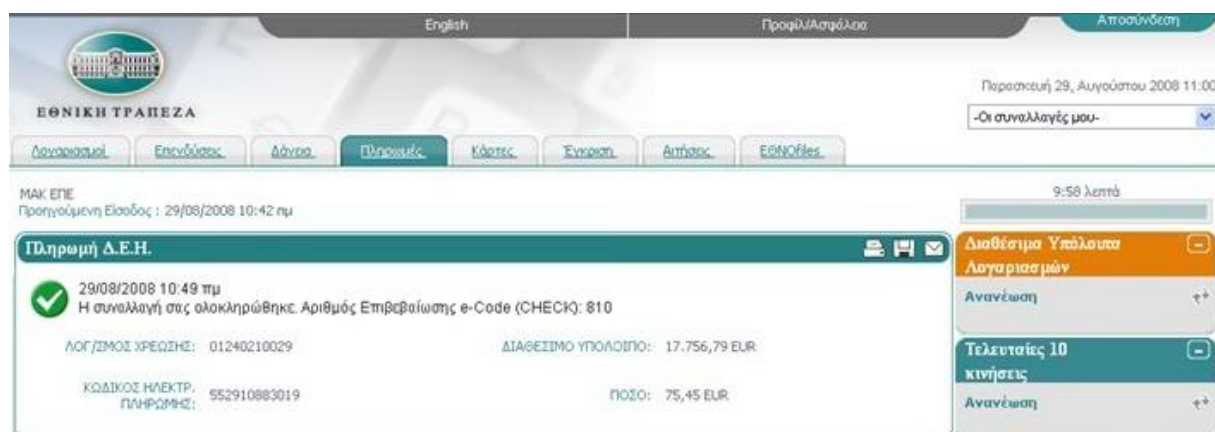 English
Προφίλ/Ασφάλεια
Αποσύνδεση
ΕΘΝΙΚΗ ΤΡΑΠΕΖΑ
Παρασκευή 29, Αυγούστου 2008 11:00
-Οι συναλλαγές μου-
Λογαριασμοί
Επενδύσεις
Δάνεια
Πληρωμές
Κάρτες
Έγκριση
Αιτήσεις
ΕΘΝΟfiles
ΜΑΚ ΕΠΕ
Προηγούμενη Είσοδος : 29/08/2008 10:42 πμ
9:58 λεπτά
Πληρωμή Δ.Ε.Η.
29/08/2008 10:49 πμ
Η συναλλαγή σας ολοκληρώθηκε. Αριθμός Επιβεβαίωσης e-Code (CHECK): 810
ΛΟΓ/ΣΜΟΣ ΧΡΕΩΣΗΣ: 01240210029
ΔΙΑΘΕΣΙΜΟ ΥΠΟΛΟΙΠΟ: 17.756,79 EUR
ΚΩΔΙΚΟΣ ΗΛΕΚΤΡ.
ΠΛΗΡΩΜΗΣ: 552910883019
ΠΟΣΟ: 75,45 EUR
Διαθέσιμα Υπόλοιπα
Λογαριασμών
Ανανέωση
Τελευταίες 10
κινήσεις
Ανανέωση